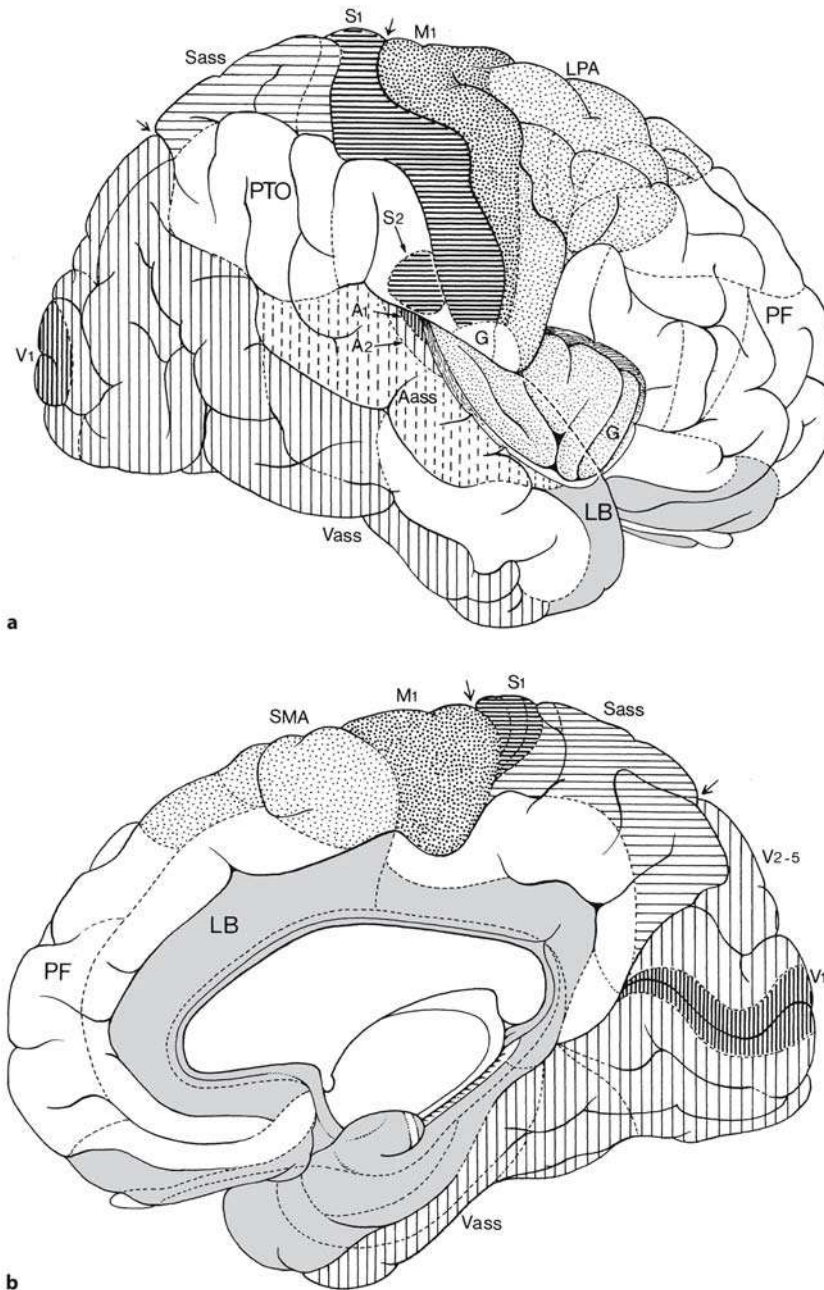 S1
M1
Sass
LPA
PTO
S2
PF
A1
G
V1
A2
Aass
G
LB
Vass
a
S1
M1
SMA
Sass
V2-5
LB
PF
V1
Vass
b